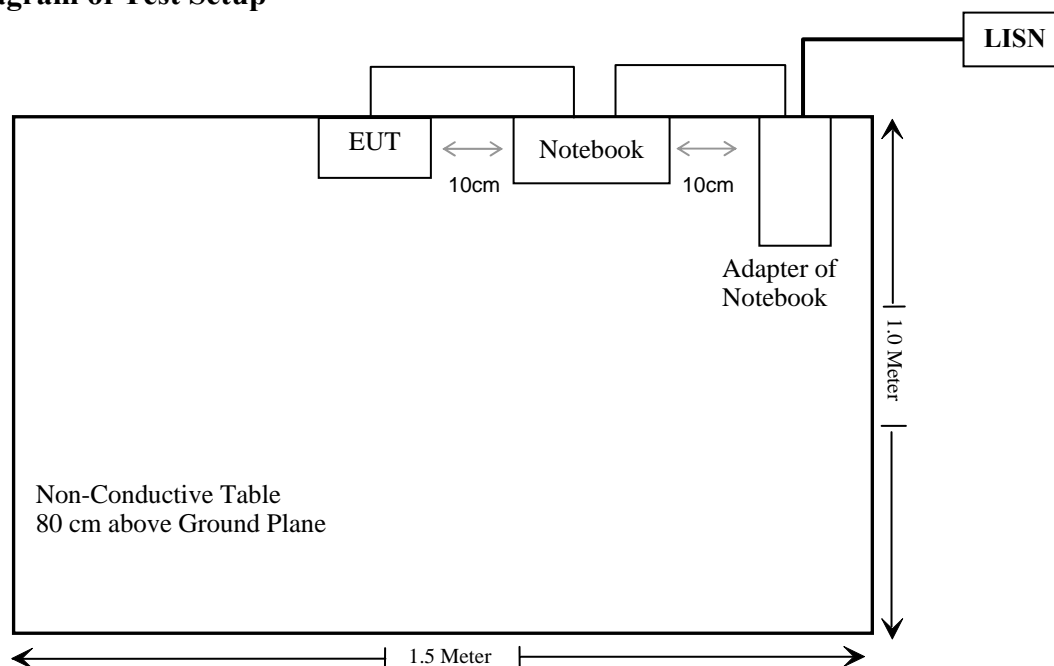 of Test Setup
LISN
EUT
Notebook
10cm
10cm
Adapter of
Notebook
1.0 Meter
Non-Conductive Table
80 cm above Ground Plane
1.5 Meter